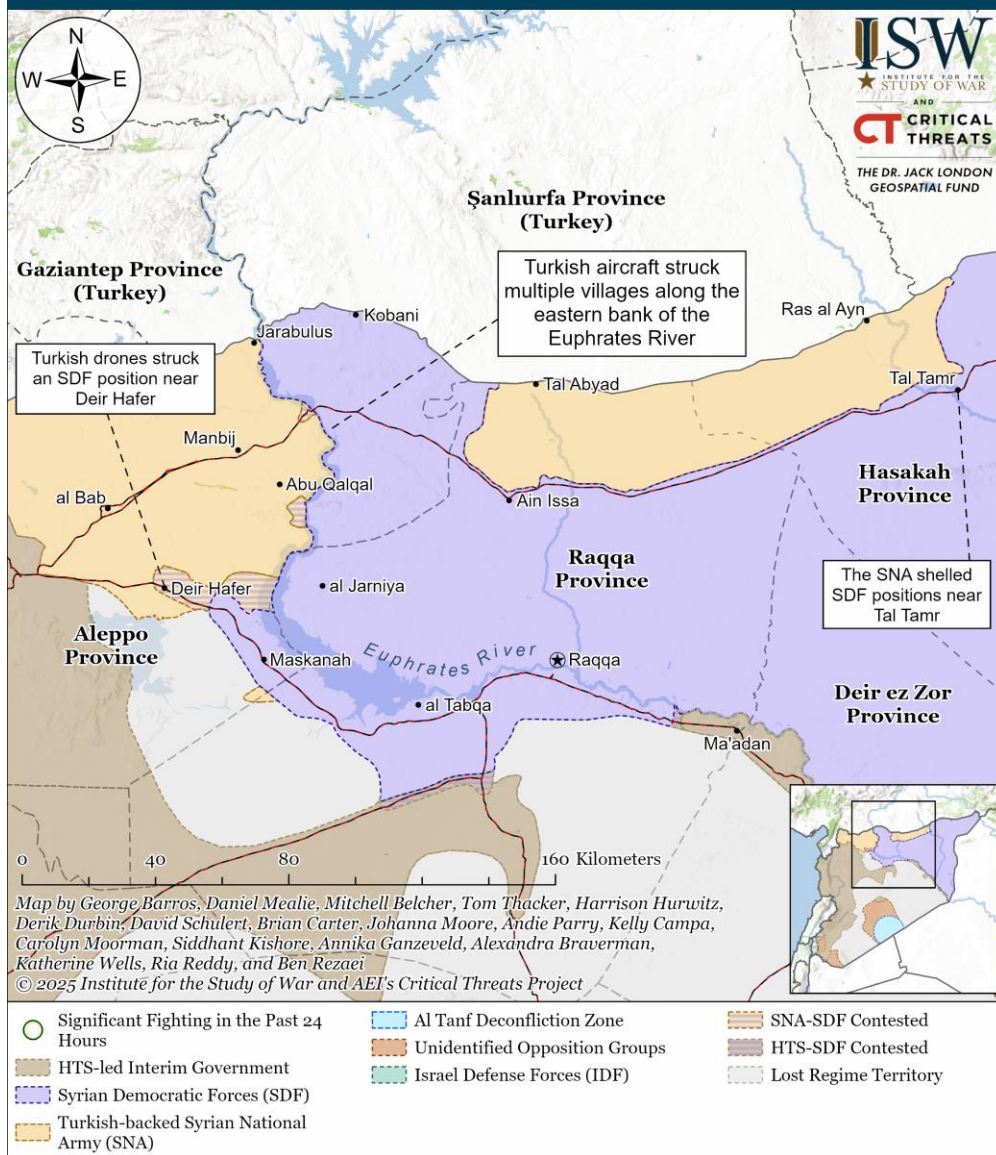 N
W
E
S
ISW
INSTITUTE FOR THE
STUDY OF WAR
AND
CT CRITICAL
THREATS
THE DR. JACK LONDON
GEOSPATIAL FUND
Şanlıurfa Province
(Turkey)
Gaziantep Province
(Turkey)
Turkish aircraft struck
multiple villages along the
eastern bank of the
Euphrates River
Kobani
Ras al Ayn
Jarabulus
Turkish drones struck
an SDF position near
Deir Hafer
Tal Abyad
Tal Tamr
Manbij
Abu Qalqal
al Bab
Ain Issa
Hasakah
Province
Raqqa
Province
Deir Hafer
al Jarniya
The SNA shelled
SDF positions near
Tal Tamr
Aleppo
Province
Maskanah
Euphrates River
Raqqa
al Tabqa
Deir ez Zor
Province
Ma'adan
0 40 80 160 Kilometers
Map by George Barros, Daniel Mealie, Mitchell Belcher, Tom Thacker, Harrison Hurwitz,
Derik Durbin, David Schulert, Brian Carter, Johanna Moore, Andie Parry, Kelly Campa,
Carolyn Moorman, Siddhant Kishore, Annika Ganzeveld, Alexandra Braverman,
Katherine Wells, Ria Reddy, and Ben Rezaei
© 2025 Institute for the Study of War and AEI's Critical Threats Project
Significant Fighting in the Past 24
Hours
HTS-led Interim Government
Syrian Democratic Forces (SDF)
Turkish-backed Syrian National
Army (SNA)
Al Tanf Deconfliction Zone
Unidentified Opposition Groups
Israel Defense Forces (IDF)
SNA-SDF Contested
HTS-SDF Contested
Lost Regime Territory